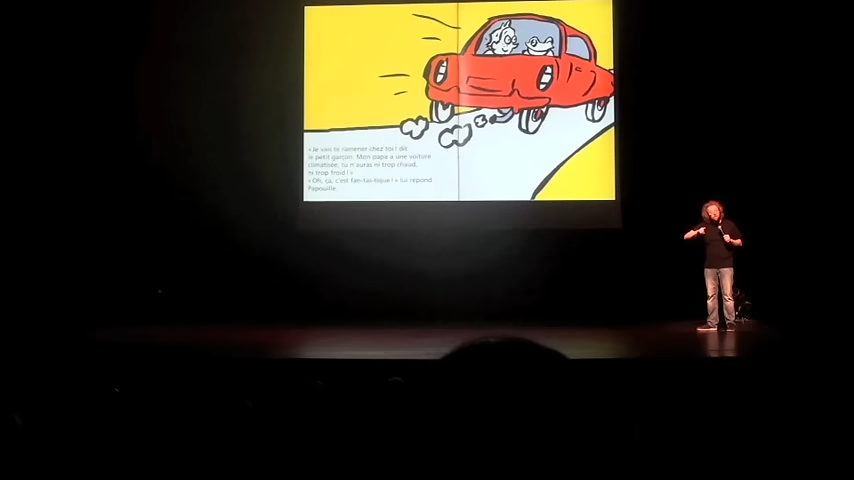 « Je vais te ramener chez toi ! dit
le petit garçon. Mon papa a une voiture
climatisée, tu n'auras ni trop chaud,
ni trop froid ! »
« Oh, ça, c'est fan-tas-tique ! » lui répond
Papouille.